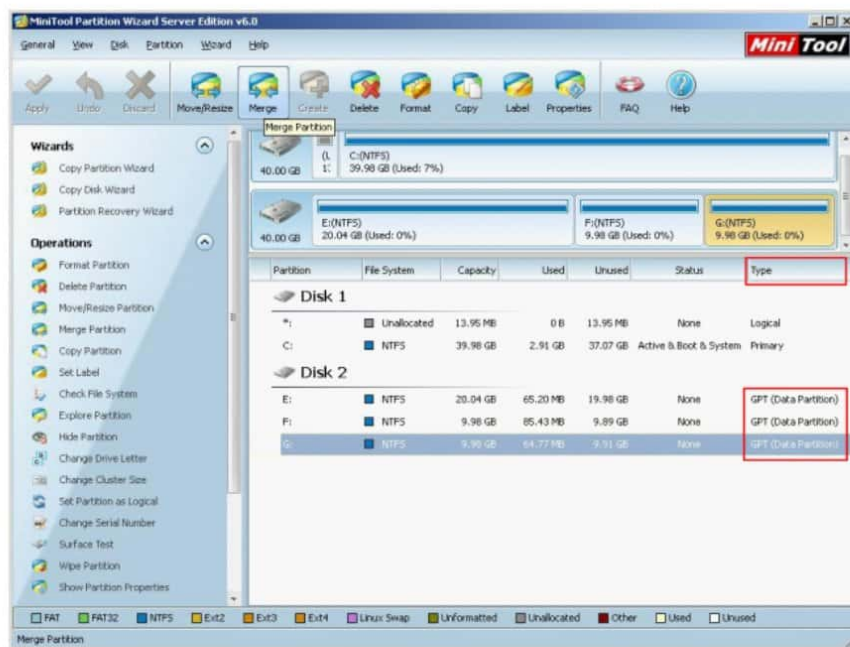 MiniTool Partition Wizard Server Edition v6.0
General View Disk Partition Wizard Help
Mini Tool
Apply Undo Discard Move/Resize Merge Create Delete Format Copy Label Properties FAQ Help
Merge Partition
Wizards
Copy Partition Wizard
Copy Disk Wizard
Partition Recovery Wizard
Operations
Format Partition
Delete Partition
Move/Resize Partition
Merge Partition
Copy Partition
Set Label
Check File System
Explore Partition
Hide Partition
Change Drive Letter
Change Cluster Size
Set Partition as Logical
Change Serial Number
Surface Test
Wipe Partition
Show Partition Properties
C:(NTFS)
40.00 GB 39.98 GB (Used: 7%)
E:(NTFS) F:(NTFS) G:(NTFS)
40.00 GB 20.04 GB (Used: 0%) 9.98 GB (Used: 0%) 9.98 GB (Used: 0%)
Partition File System Capacity Used Unused Status Type
Disk 1
*: Unallocated 13.95 MB 0 B 13.95 MB None Logical
C: NTFS 39.98 GB 2.91 GB 37.07 GB Active & Boot & System Primary
Disk 2
E: NTFS 20.04 GB 65.20 MB 19.98 GB None GPT (Data Partition)
F: NTFS 9.98 GB 85.43 MB 9.89 GB None GPT (Data Partition)
G: NTFS 9.98 GB 64.77 MB 9.91 GB None GPT (Data Partition)
FAT FAT32 NTFS Ext2 Ext3 Ext4 Linux Swap Unformatted Unallocated Other Used Unused
Merge Partition